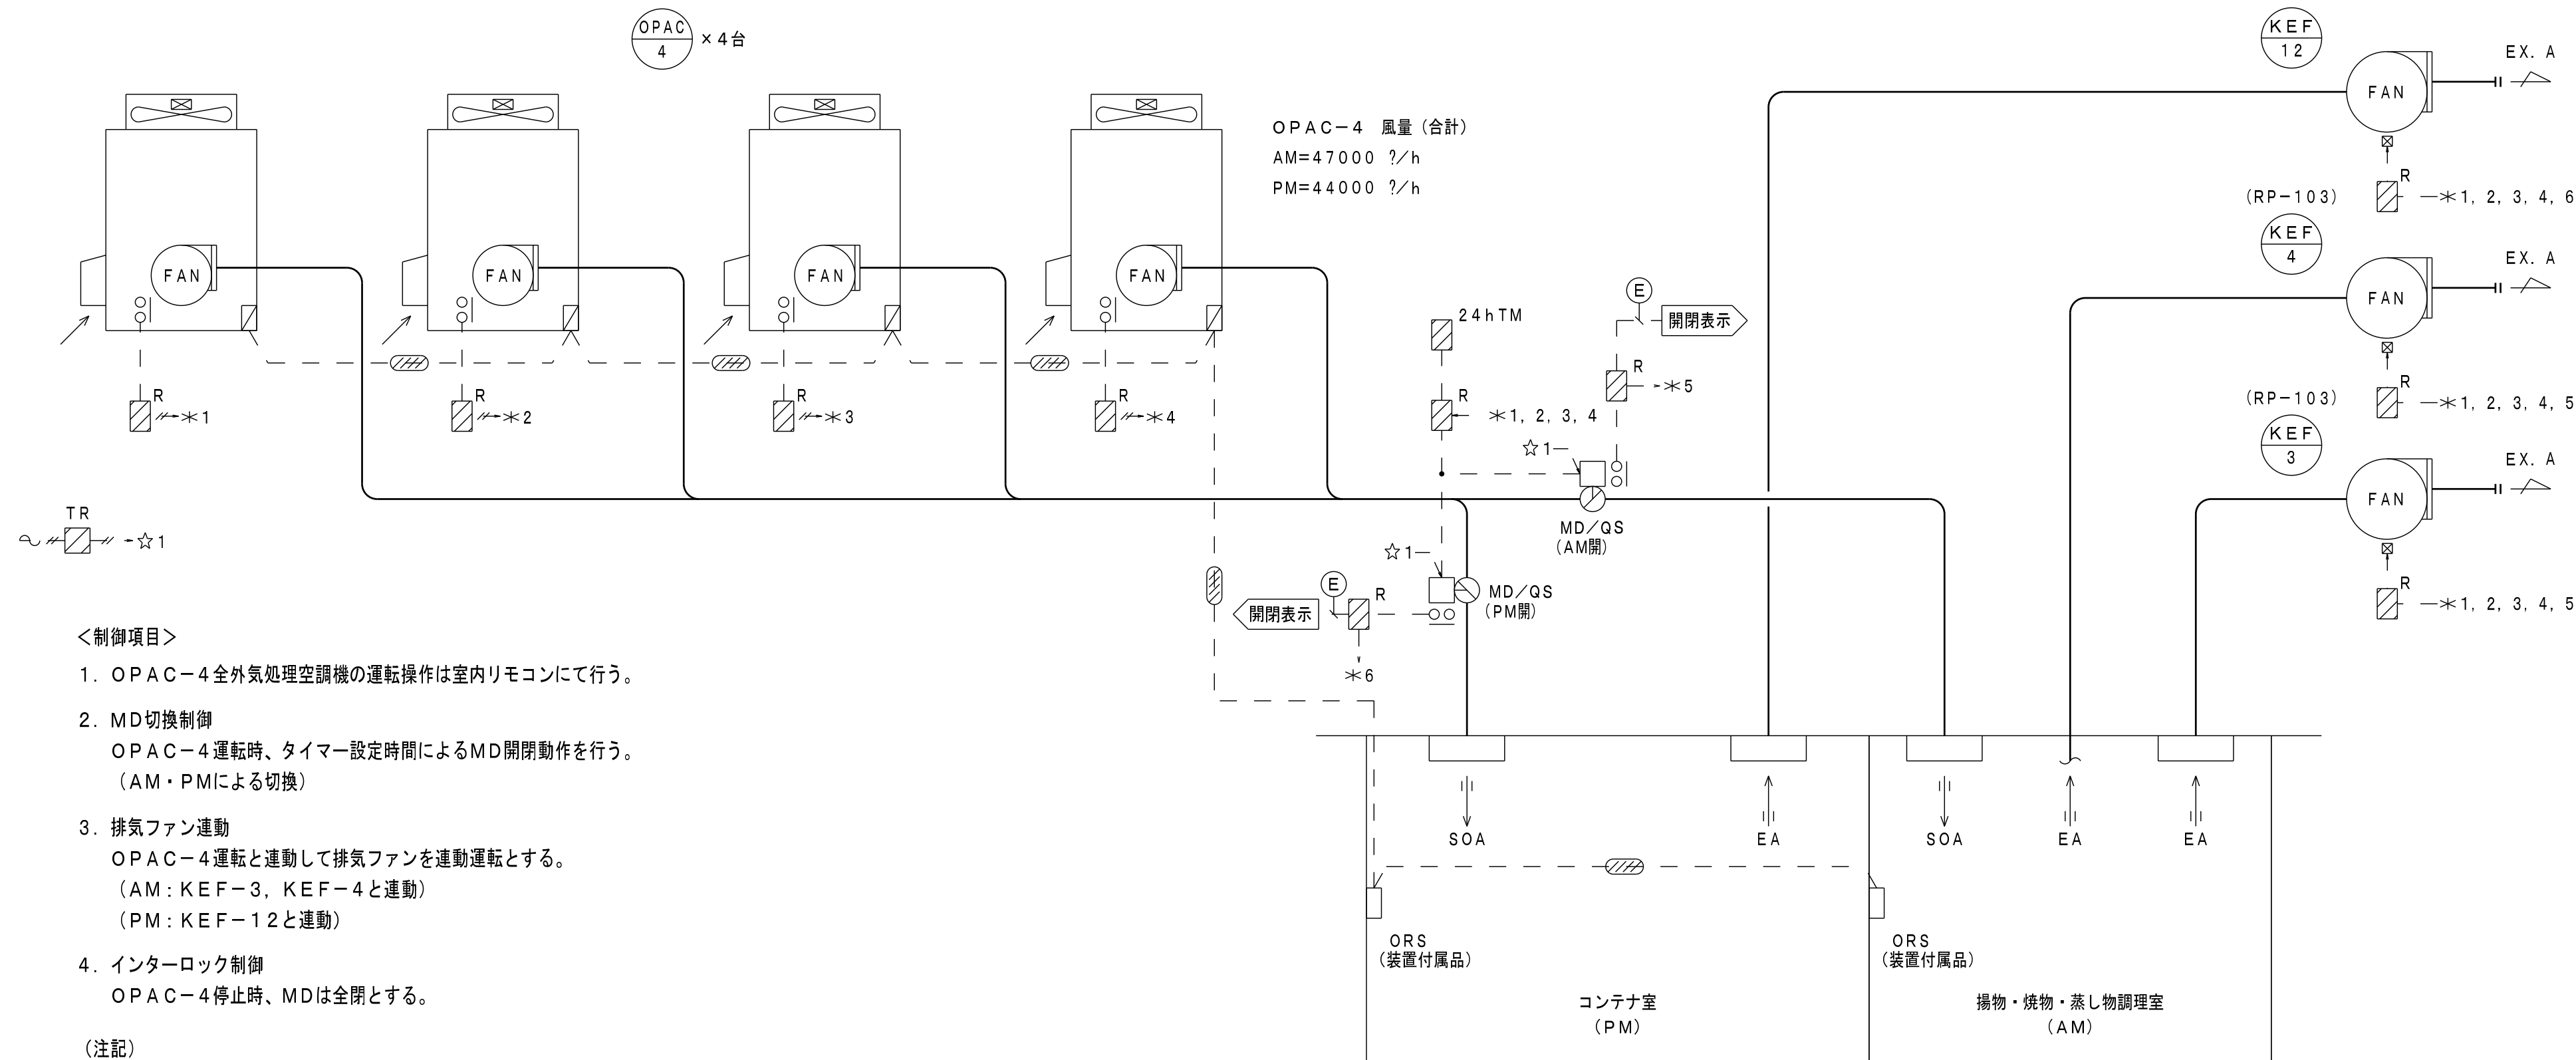 OPAC
4
×4台
KEF
12
EX. A
FAN
R
*1, 2, 3, 4, 6
OPAC-4 風量(合計)
AM=47000 ?/h
PM=44000 ?/h
(RP-103)
KEF
4
EX. A
FAN
R
*1, 2, 3, 4, 5
(RP-103)
KEF
3
EX. A
FAN
R
*1, 2, 3, 4, 5
FAN
FAN
FAN
FAN
R
*1
R
*2
R
*3
R
*4
24hTM
R
*1, 2, 3, 4
E
開閉表示
R
*5
☆1
MD/QS
(AM開)
TR
☆1
☆1
MD/QS
(PM開)
E
開閉表示
R
*6
<制御項目>
1. OPAC-4全外気処理空調機の運転操作は室内リモコンにて行う。
2. MD切換制御
OPAC-4運転時、タイマー設定時間によるMD開閉動作を行う。
(AM・PMによる切換)
3. 排気ファン連動
OPAC-4運転と連動して排気ファンを連動運転とする。
(AM:KEF-3, KEF-4と連動)
(PM:KEF-12と連動)
4. インターロック制御
OPAC-4停止時、MDは全閉とする。
(注記)
SOA
EA
SOA
EA
EA
ORS
(装置付属品)
ORS
(装置付属品)
コンテナ室
(PM)
揚物・焼物・蒸し物調理室
(AM)